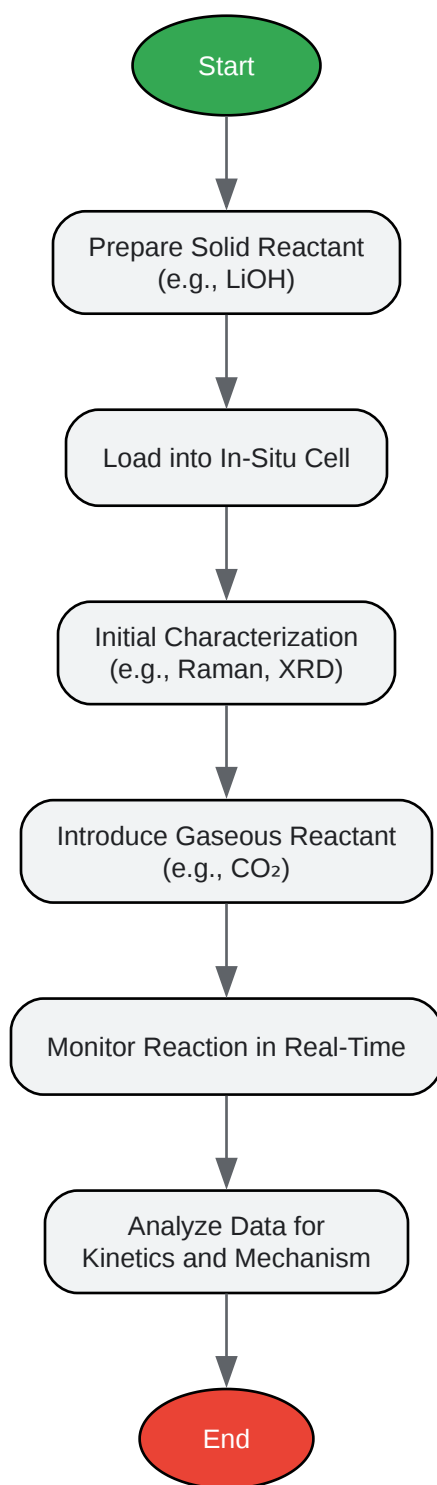 Start
Prepare Solid Reactant
(e.g., LiOH)
Load into In-Situ Cell
Initial Characterization
(e.g., Raman, XRD)
Introduce Gaseous Reactant
(e.g., CO₂)
Monitor Reaction in Real-Time
Analyze Data for
Kinetics and Mechanism
End